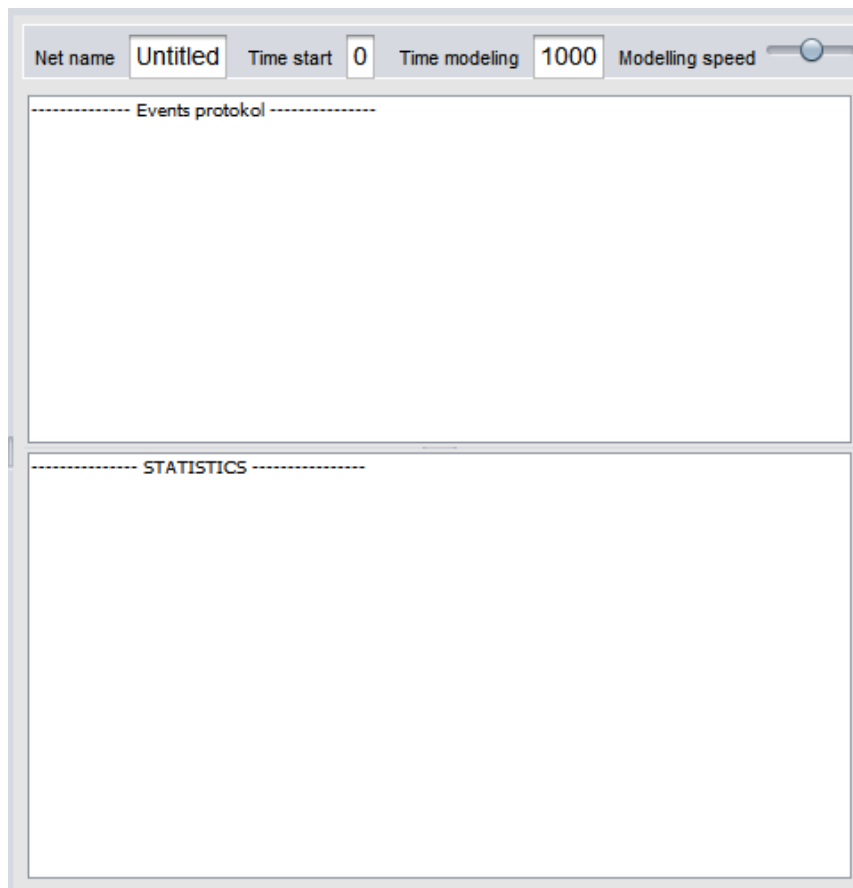 Net name Untitled Time start 0 Time modeling 1000 Modelling speed
-------------- Events protokol ---------------
--------------- STATISTICS ----------------